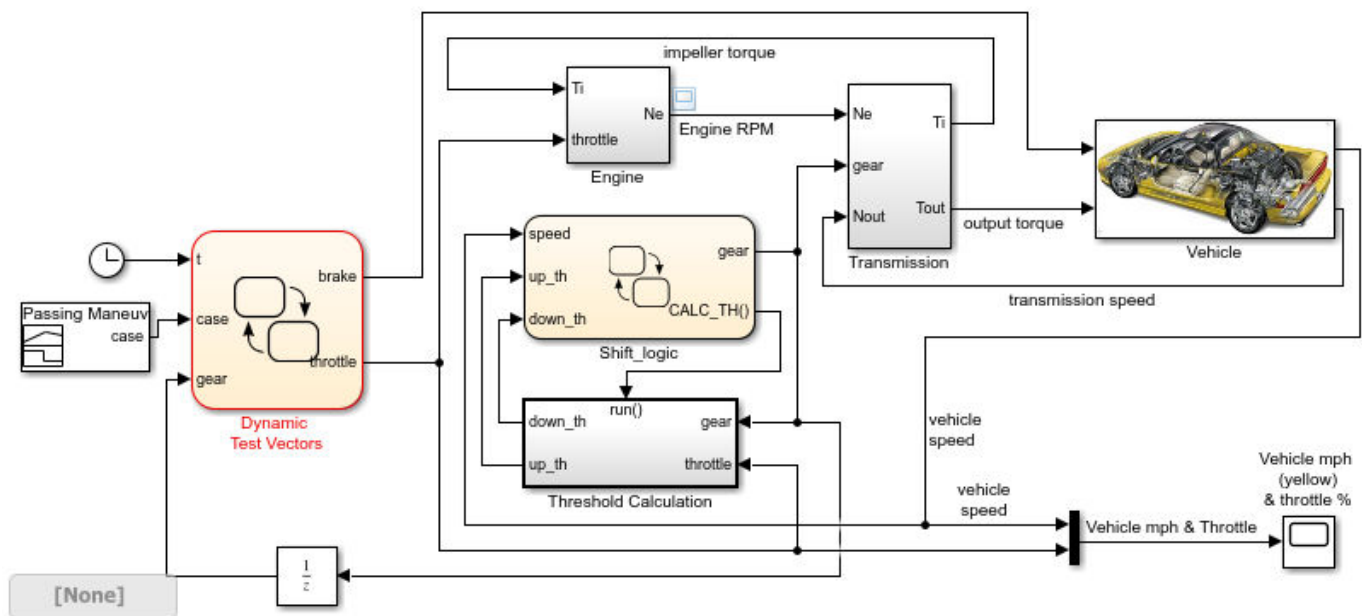 impeller torque
Ti
Ne
throttle
Engine RPM
Engine
Ne
Ti
gear
Nout
Tout
output torque
Transmission
Vehicle
transmission speed
t
brake
Passing Maneuv
case
case
throttle
gear
Dynamic
Test Vectors
speed
gear
up_th
CALC_TH()
down_th
Shift_logic
run()
down_th
gear
up_th
throttle
Threshold Calculation
vehicle
speed
vehicle
speed
Vehicle mph
(yellow)
& throttle %
Vehicle mph & Throttle
1
z
[None]